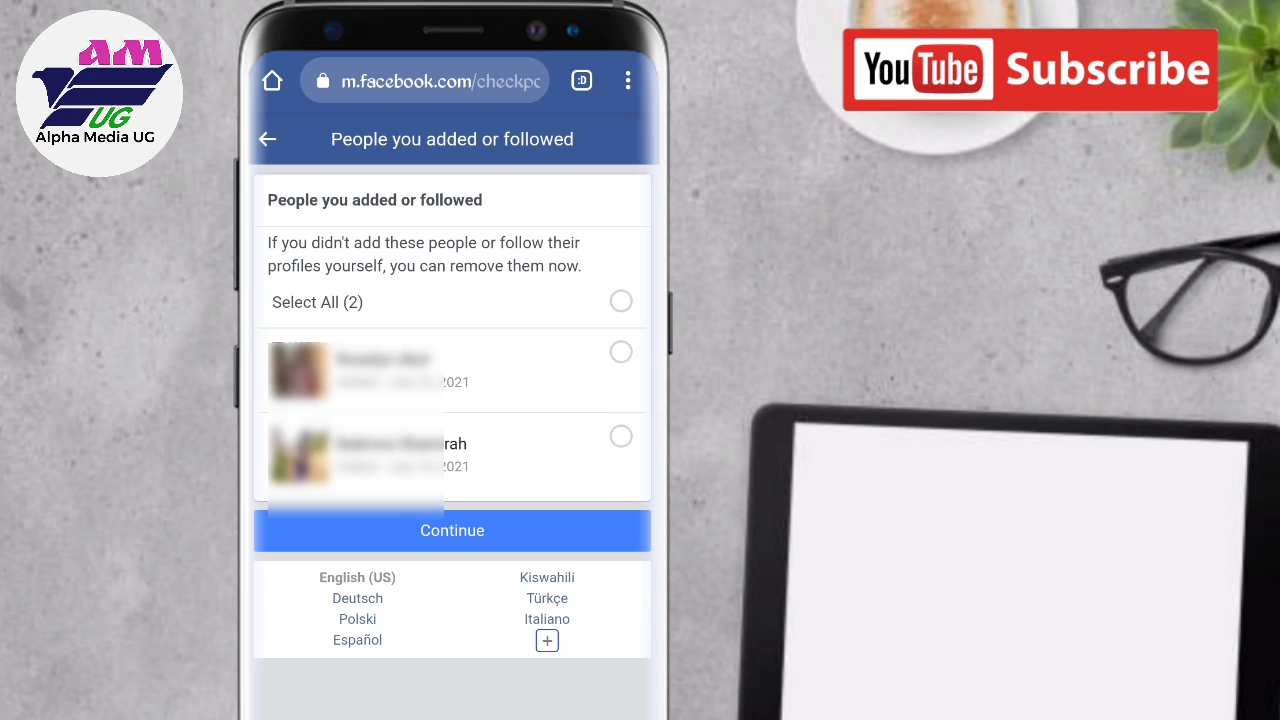 AM
UG
Alpha Media UG
YouTube Subscribe
:D
m.facebook.com/checkpo
People you added or followed
People you added or followed
If you didn't add these people or follow their
profiles yourself, you can remove them now.
Select All (2)
2021
rah
2021
Continue
English (US)
Kiswahili
Deutsch
Türkçe
Polski
Italiano
Español
+